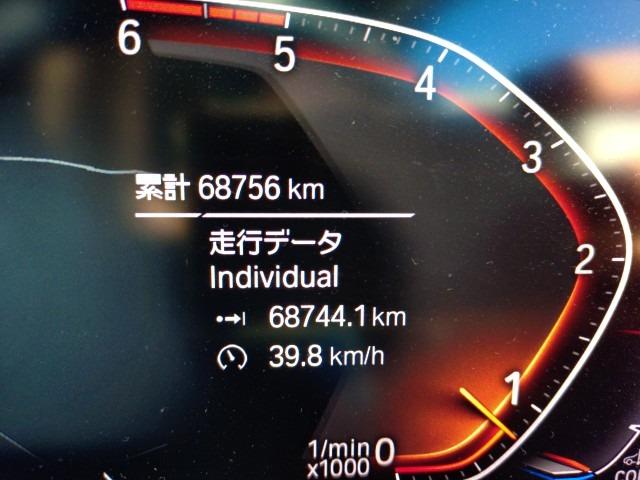 6
5
4
3
累計 68756 km
走行データ
2
Individual
68744.1 km
39.8 km/h
1
1/min 0
x1000